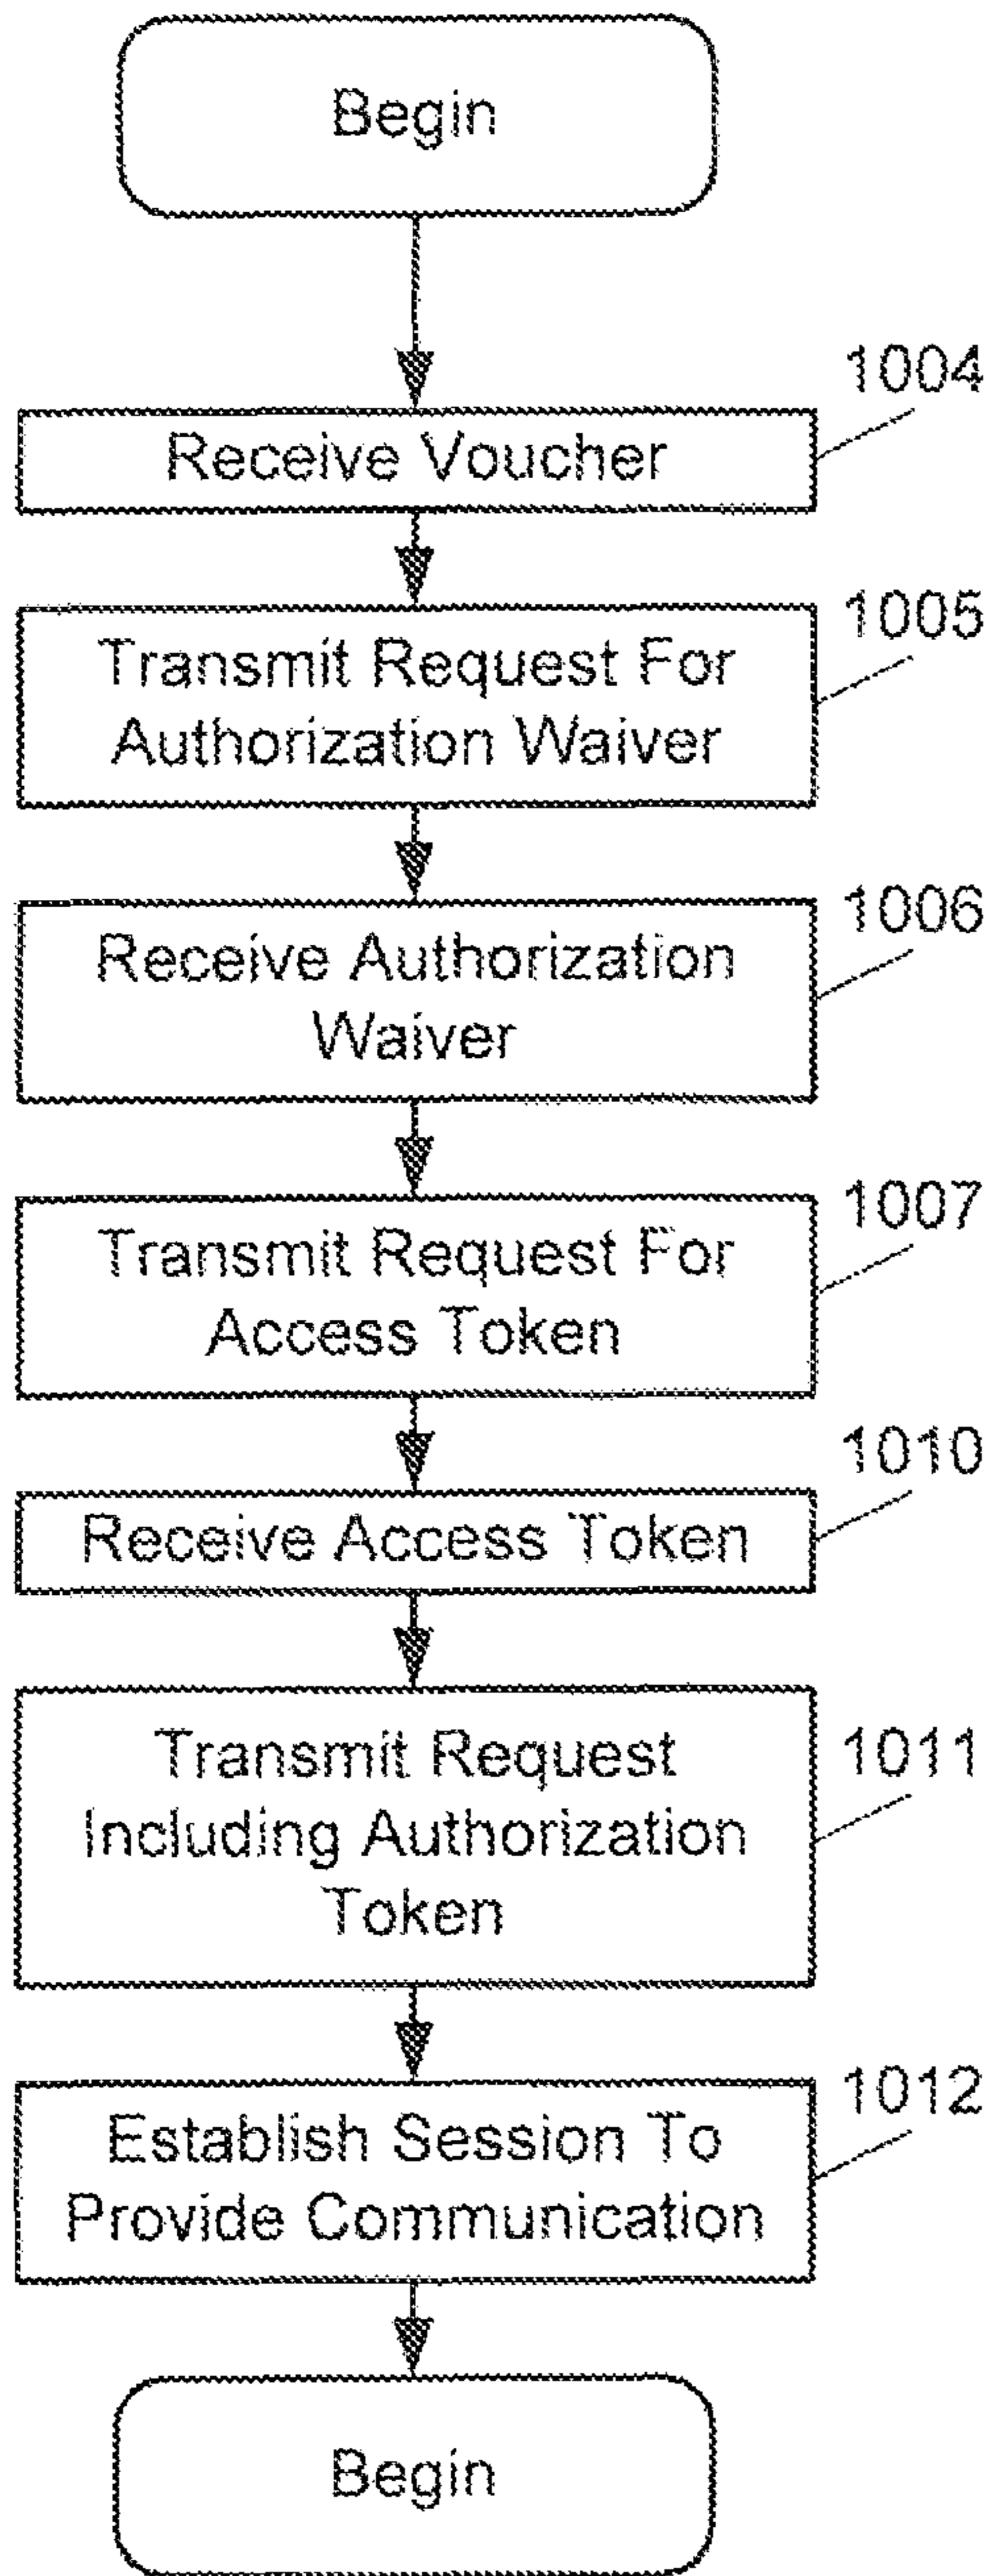 Begin
1004
Receive Voucher
1005
Transmit Request For
Authorization Waiver
1006
Receive Authorization
Waiver
1007
Transmit Request For
Access Token
1010
Receive Access Token
1011
Transmit Request
Including Authorization
Token
1012
Establish Session To
Provide Communication
Begin